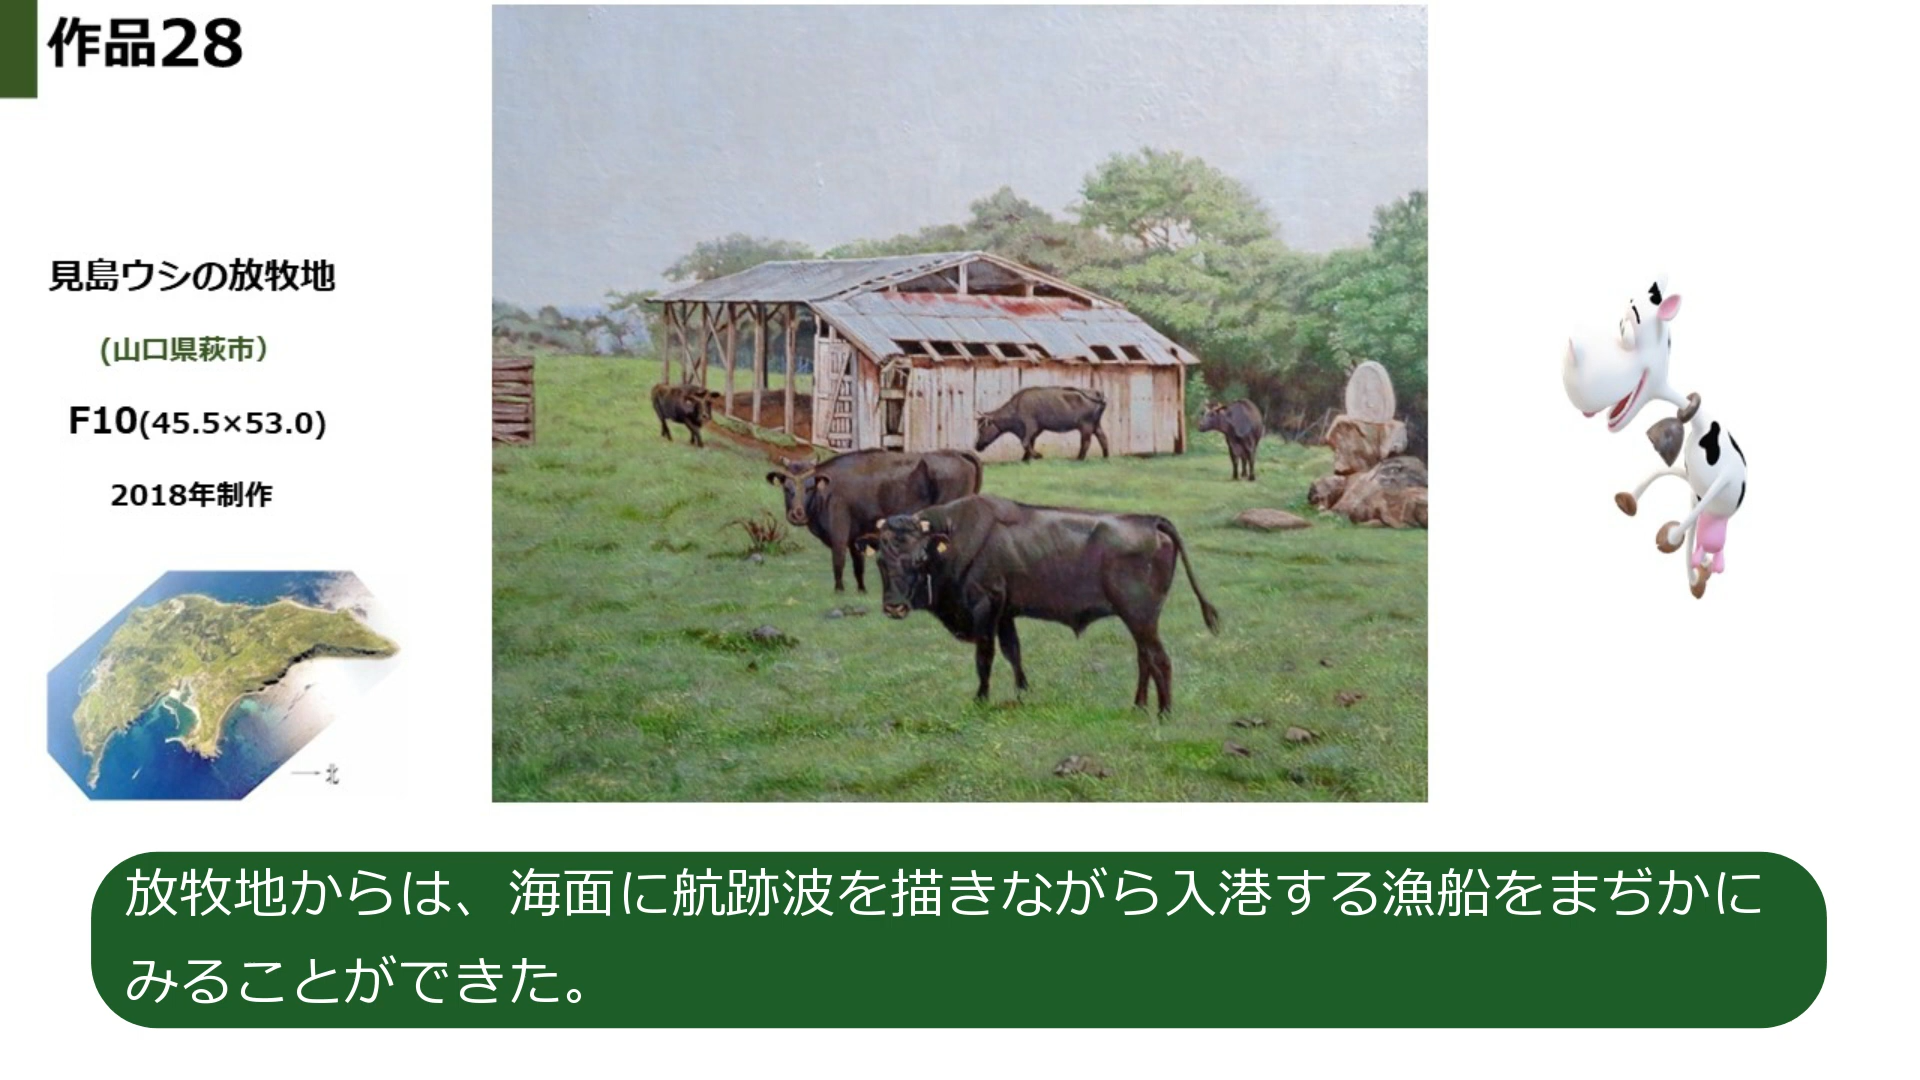 作品28
見島ウシの放牧地
(山口県萩市）
F10(45.5×53.0)
2018年制作
北
放牧地からは、海面に航跡波を描きながら入港する漁船をまぢかに
みることができた。